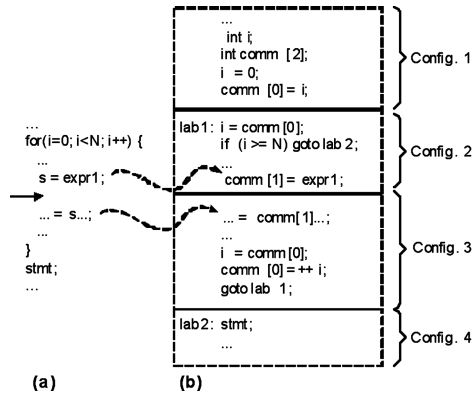 ...
for(i=0; i<N; i++) {
...
s = expr1;
... = s...;
...
}
stmt;
...
(a)
...
int i;
int comm [2];
i = 0;
comm [0] = i;
Config. 1
lab1: i = comm[0];
if (i >= N) goto lab 2;
...
comm [1] = expr1;
Config. 2
... = comm[1]...;
...
i = comm[0];
comm [0] = ++ i;
goto lab 1;
Config. 3
lab2: stmt;
...
Config. 4
(b)